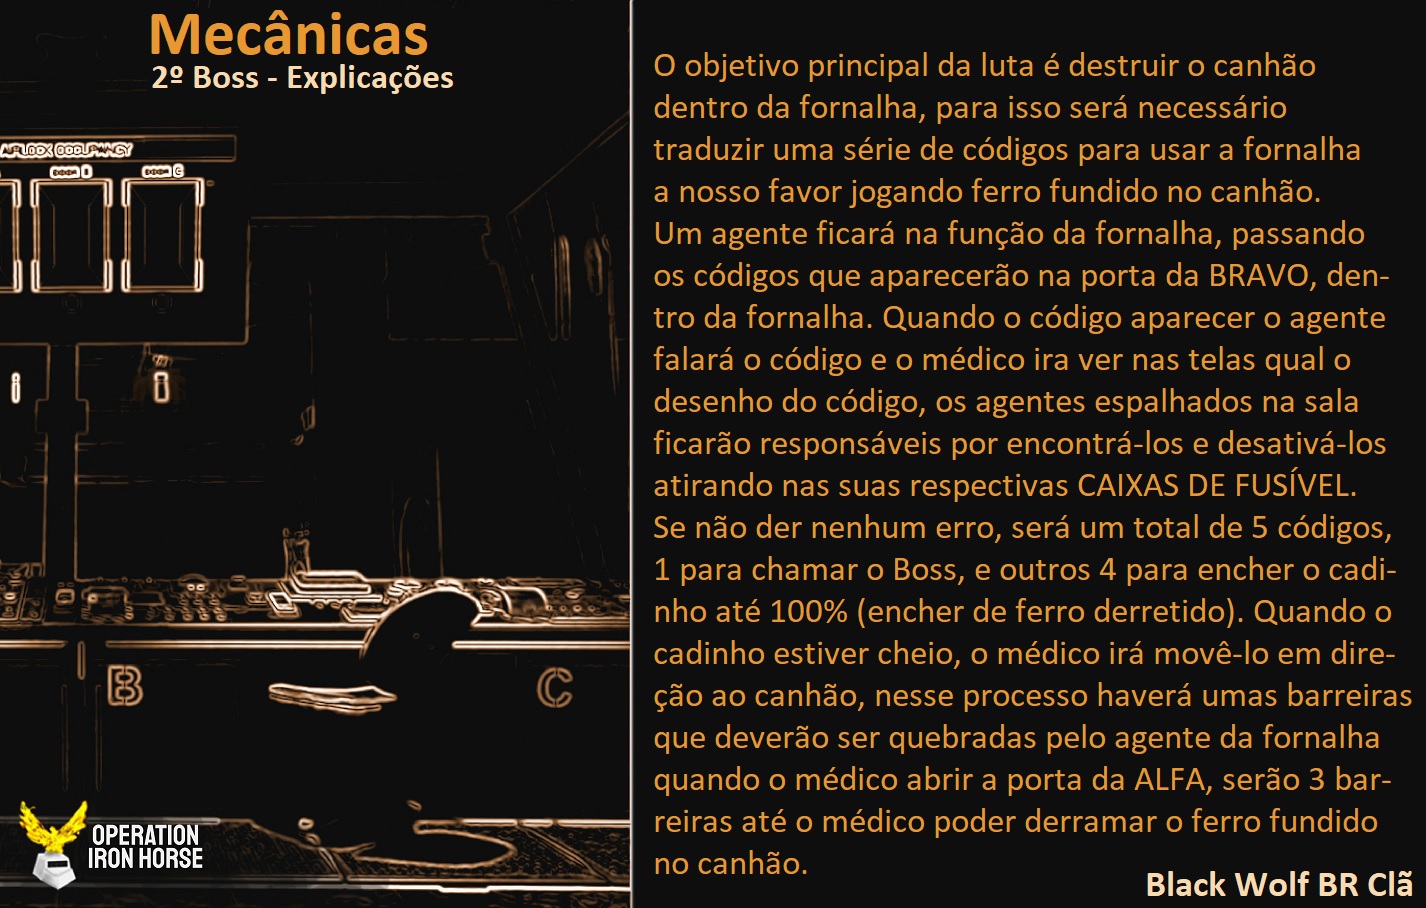 Mecânicas
2º Boss - Explicações
AIRLOCK OCCUPANCY
DOOR B
DOOR C
B
C
OPERATION
IRON HORSE
O objetivo principal da luta é destruir o canhão
dentro da fornalha, para isso será necessário
traduzir uma série de códigos para usar a fornalha
a nosso favor jogando ferro fundido no canhão.
Um agente ficará na função da fornalha, passando
os códigos que aparecerão na porta da BRAVO, den-
tro da fornalha. Quando o código aparecer o agente
falará o código e o médico ira ver nas telas qual o
desenho do código, os agentes espalhados na sala
ficarão responsáveis por encontrá-los e desativá-los
atirando nas suas respectivas CAIXAS DE FUSÍVEL.
Se não der nenhum erro, será um total de 5 códigos,
1 para chamar o Boss, e outros 4 para encher o cadi-
nho até 100% (encher de ferro derretido). Quando o
cadinho estiver cheio, o médico irá movê-lo em dire-
ção ao canhão, nesse processo haverá umas barreiras
que deverão ser quebradas pelo agente da fornalha
quando o médico abrir a porta da ALFA, serão 3 bar-
reiras até o médico poder derramar o ferro fundido
no canhão.
Black Wolf BR Clã